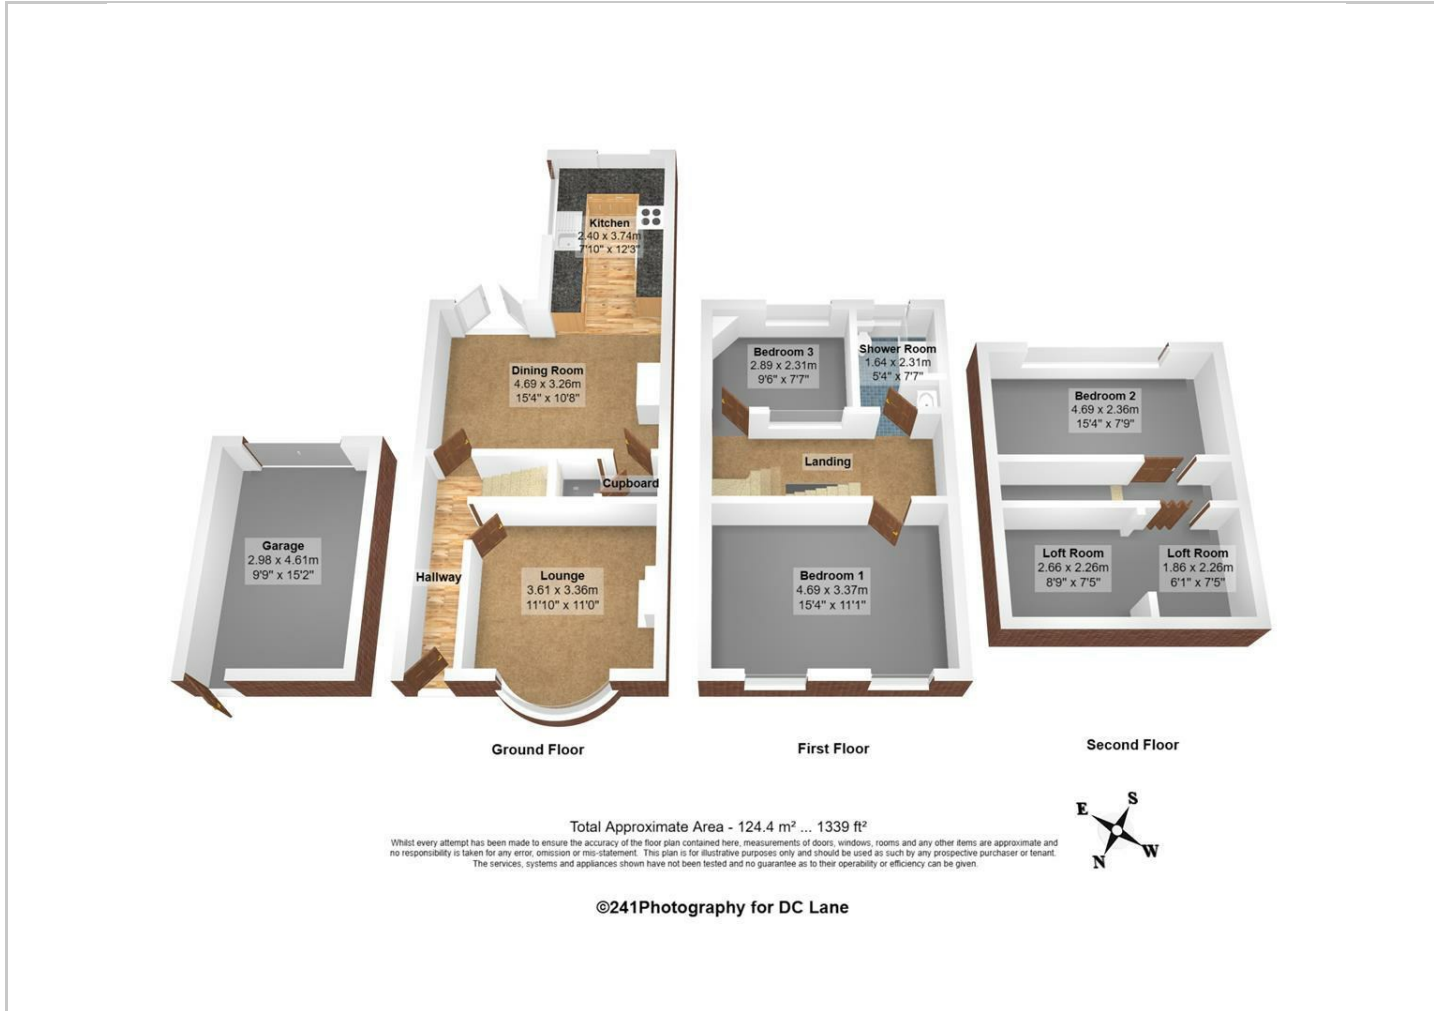 Kitchen
2.40 x 3.74m
7'10" x 12'3"
Dining Room
4.69 x 3.26m
15'4" x 10'8"
Cupboard
Garage
2.98 x 4.61m
9'9" x 15'2"
Hallway
Lounge
3.61 x 3.36m
11'10" x 11'0"
Ground Floor
Bedroom 3
2.89 x 2.31m
9'6" x 7'7"
Shower Room
1.64 x 2.31m
5'4" x 7'7"
Landing
Bedroom 1
4.69 x 3.37m
15'4" x 11'1"
First Floor
Bedroom 2
4.69 x 2.36m
15'4" x 7'9"
Loft Room
2.66 x 2.26m
8'9" x 7'5"
Loft Room
1.86 x 2.26m
6'1" x 7'5"
Second Floor
E
S
N
W
Total Approximate Area - 124.4 m² ... 1339 ft²
Whilst every attempt has been made to ensure the accuracy of the floor plan contained here, measurements of doors, windows, rooms and any other items are approximate and
no responsibility is taken for any error, omission or mis-statement. This plan is for illustrative purposes only and should be used as such by any prospective purchaser or tenant.
The services, systems and appliances shown have not been tested and no guarantee as to their operability or efficiency can be given.
©241Photography for DC Lane